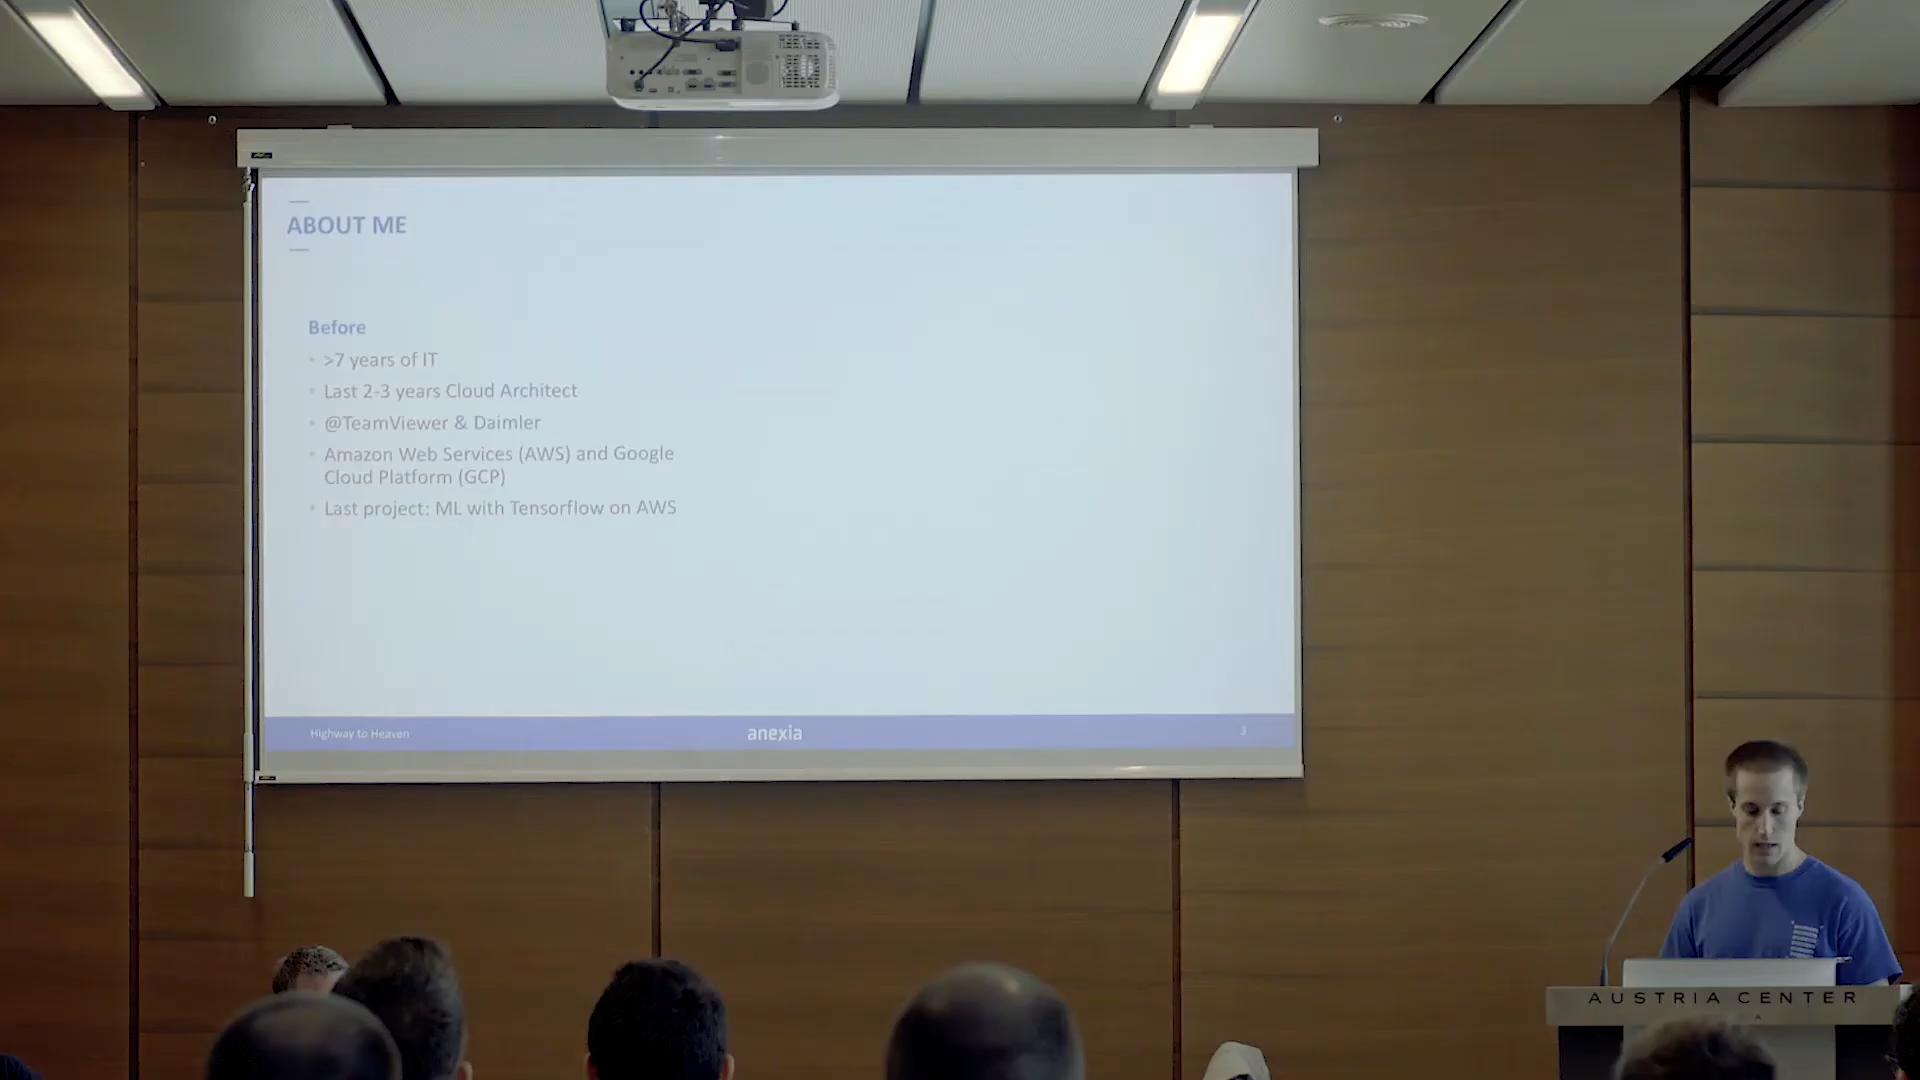 ABOUT ME
Before
>7 years of IT
Last 2-3 years Cloud Architect
@TeamViewer & Daimler
Amazon Web Services (AWS) and Google
Cloud Platform (GCP)
Last project: ML with Tensorflow on AWS
Highway to Heaven
anexia
3
AUSTRIA CENTER